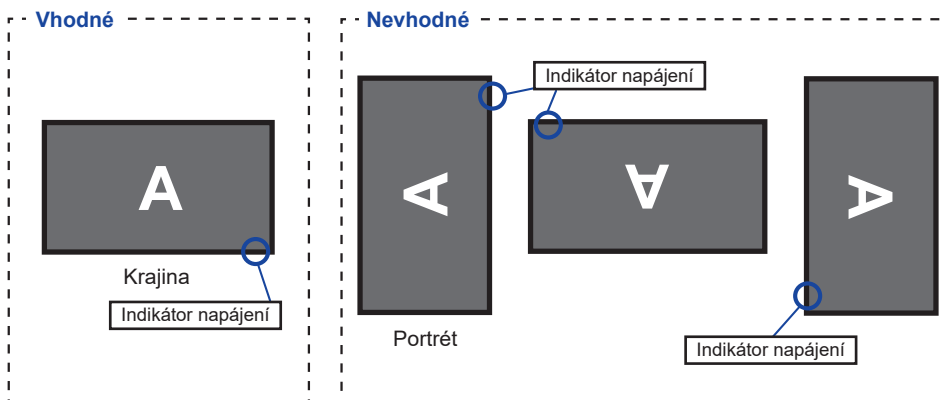 Vhodné
A
Krajina
Indikátor napájení
Nevhodné
Indikátor napájení
A
A
A
Portrét
Indikátor napájení